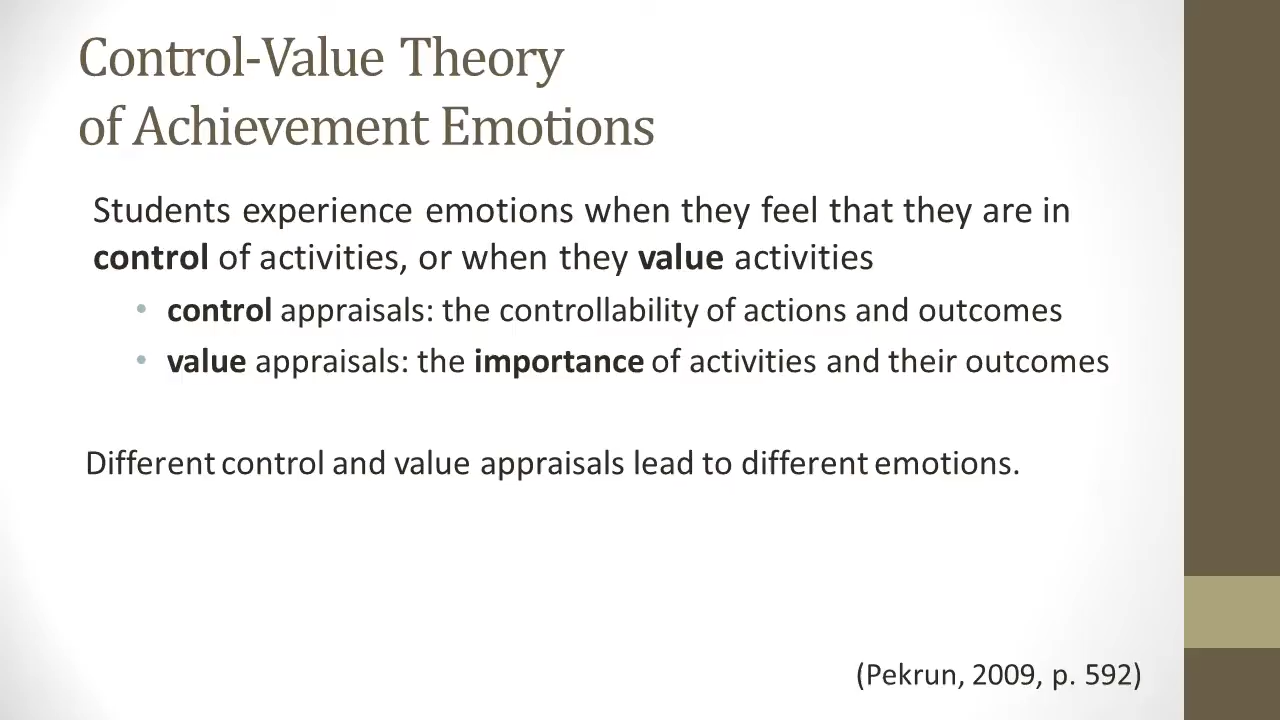 Control-Value Theory
of Achievement Emotions
Students experience emotions when they feel that they are in
control of activities, or when they value activities
• control appraisals: the controllability of actions and outcomes
• value appraisals: the importance of activities and their outcomes
Different control and value appraisals lead to different emotions.
(Pekrun, 2009, p. 592)